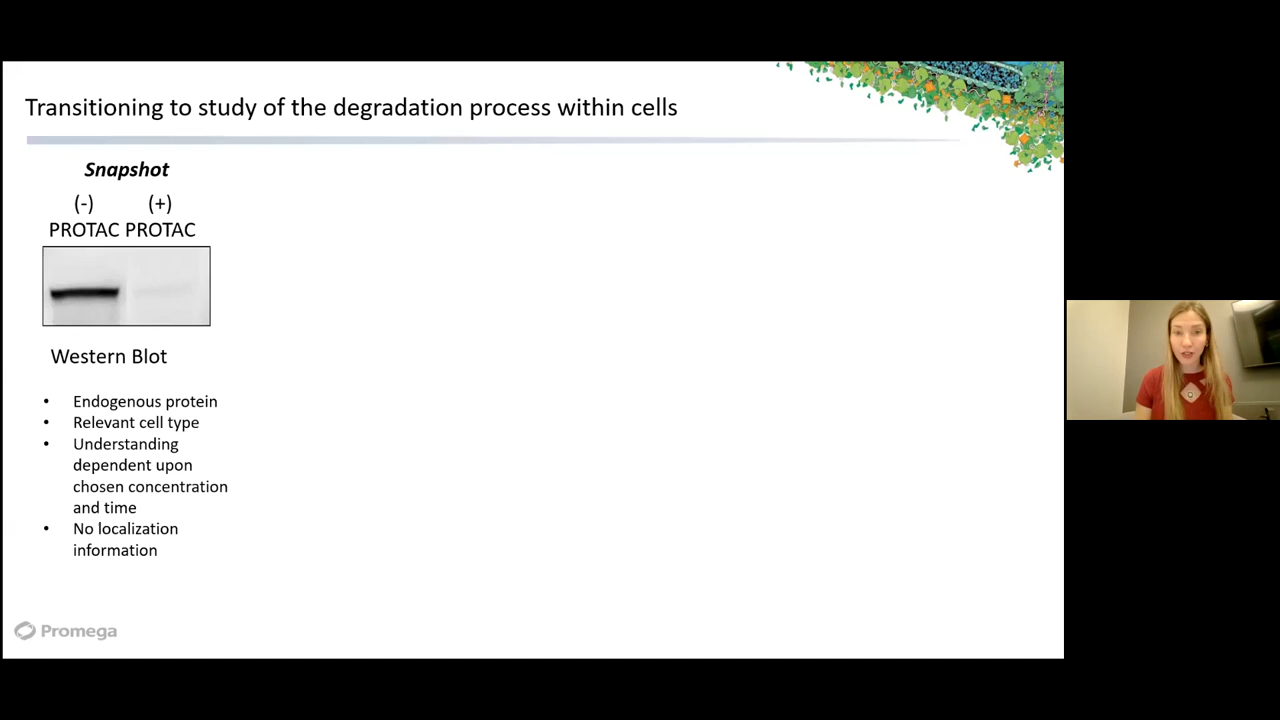 Transitioning to study of the degradation process within cells
Snapshot
(-) (+)
PROTAC PROTAC
Western Blot
• Endogenous protein
• Relevant cell type
• Understanding
dependent upon
chosen concentration
and time
• No localization
information
Promega